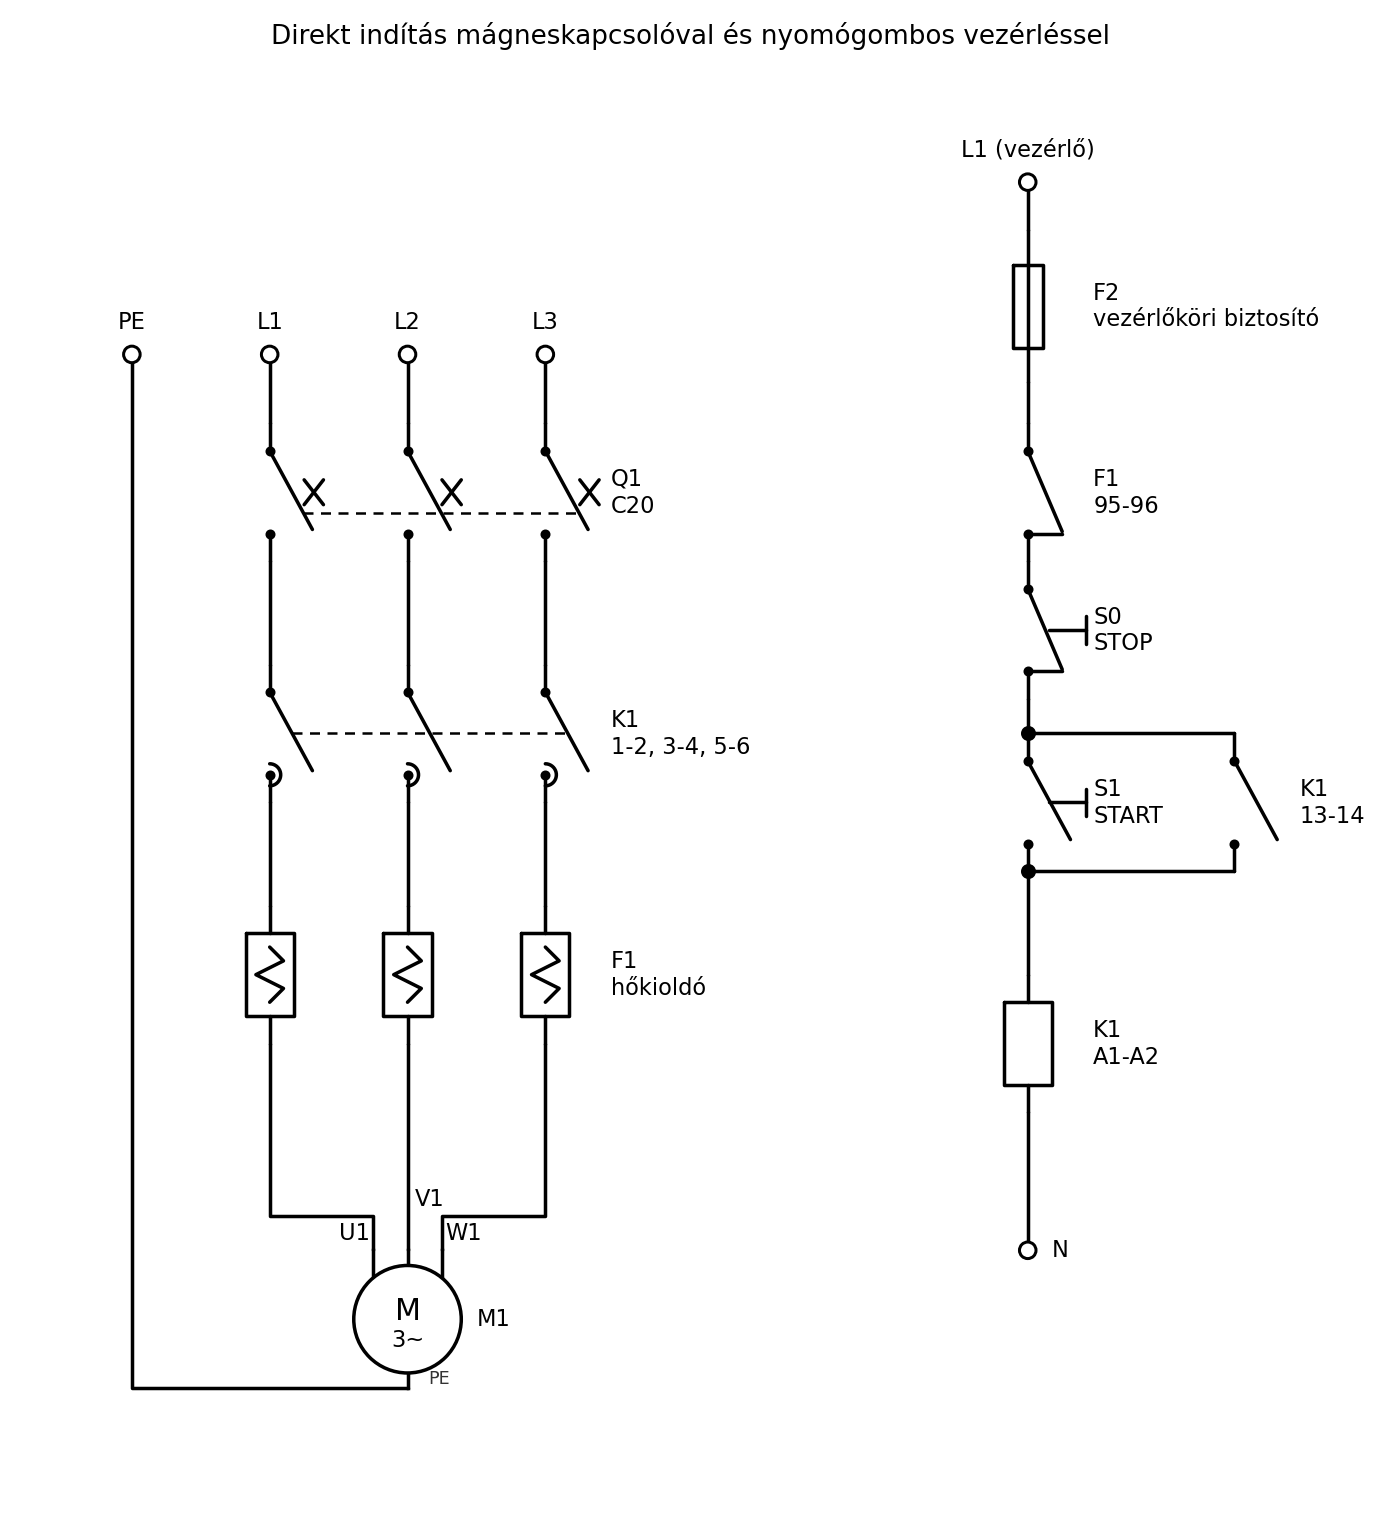 Direkt indítás mágneskapcsolóval és nyomógombos vezérléssel
L1 (vezérlő)
F2
vezérlőköri biztosító
PE
L1
L2
L3
Q1
C20
F1
95-96
S0
STOP
K1
1-2, 3-4, 5-6
S1
START
K1
13-14
F1
hőkioldó
K1
A1-A2
V1
U1
W1
N
M
3~
M1
PE